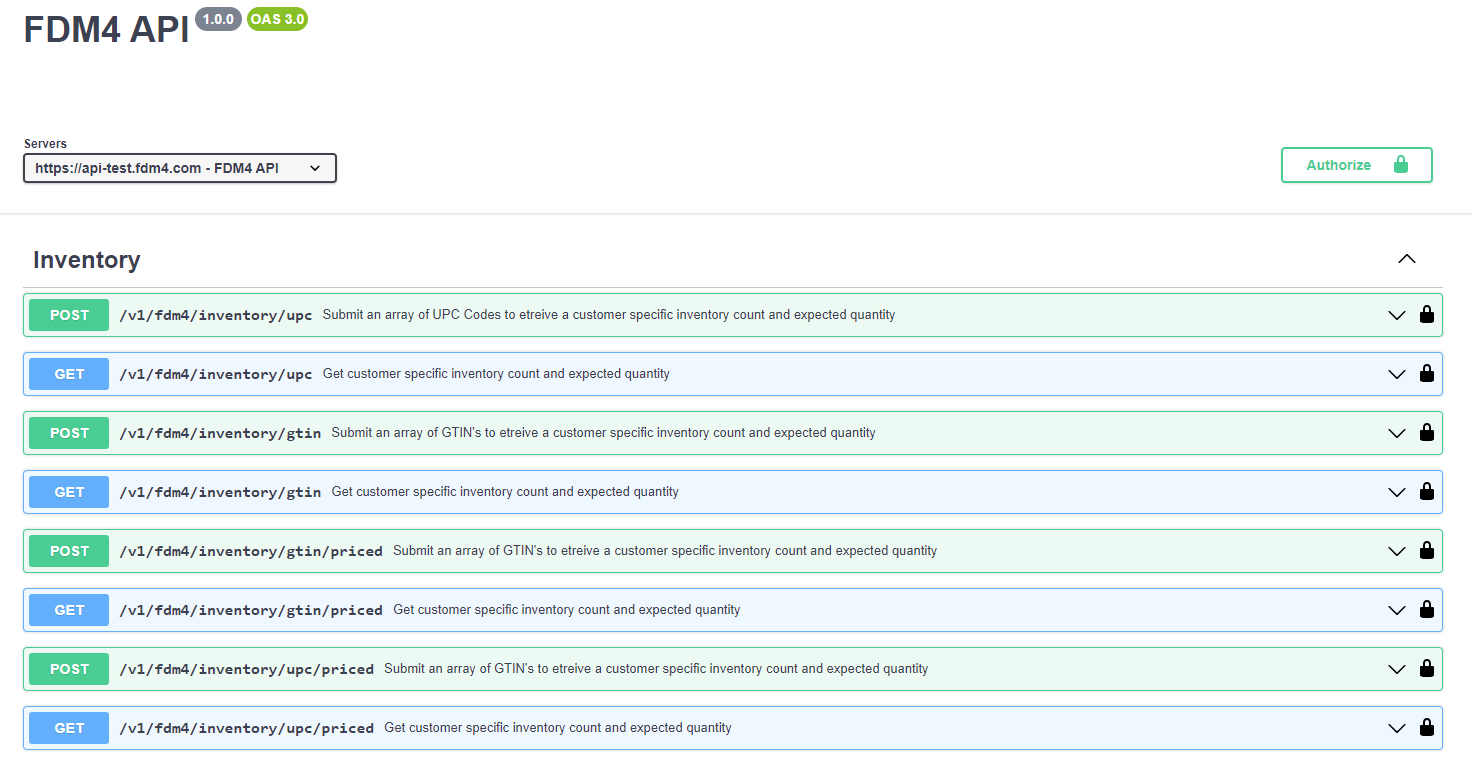 FDM4 API 1.0.0 OAS 3.0
Servers
https://api-test.fdm4.com - FDM4 API
Authorize
Inventory
POST /v1/fdm4/inventory/upc Submit an array of UPC Codes to etreive a customer specific inventory count and expected quantity
GET /v1/fdm4/inventory/upc Get customer specific inventory count and expected quantity
POST /v1/fdm4/inventory/gtin Submit an array of GTIN's to etreive a customer specific inventory count and expected quantity
GET /v1/fdm4/inventory/gtin Get customer specific inventory count and expected quantity
POST /v1/fdm4/inventory/gtin/priced Submit an array of GTIN's to etreive a customer specific inventory count and expected quantity
GET /v1/fdm4/inventory/gtin/priced Get customer specific inventory count and expected quantity
POST /v1/fdm4/inventory/upc/priced Submit an array of GTIN's to etreive a customer specific inventory count and expected quantity
GET /v1/fdm4/inventory/upc/priced Get customer specific inventory count and expected quantity